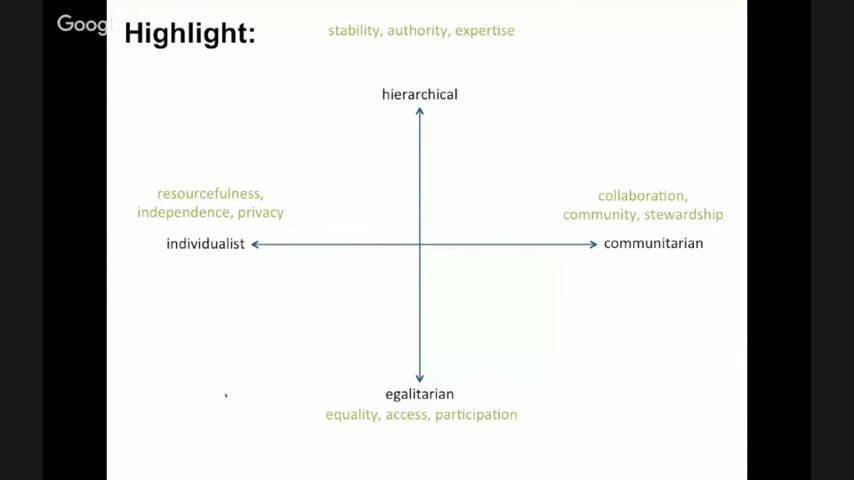 Goog
Highlight:
stability, authority, expertise
hierarchical
resourcefulness,
independence, privacy
individualist
collaboration,
community, stewardship
communitarian
egalitarian
equality, access, participation